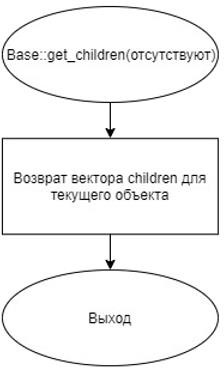 Base::get_children(отсутствуют)
Возврат вектора children для
текущего объекта
Выход